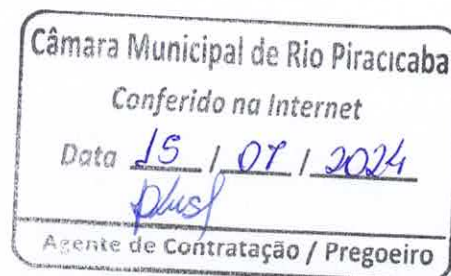 Câmara Municipal de Rio Piracicaba
Conferido na Internet
Data 15 / 07 / 2024
Agente de Contratação / Pregoeiro